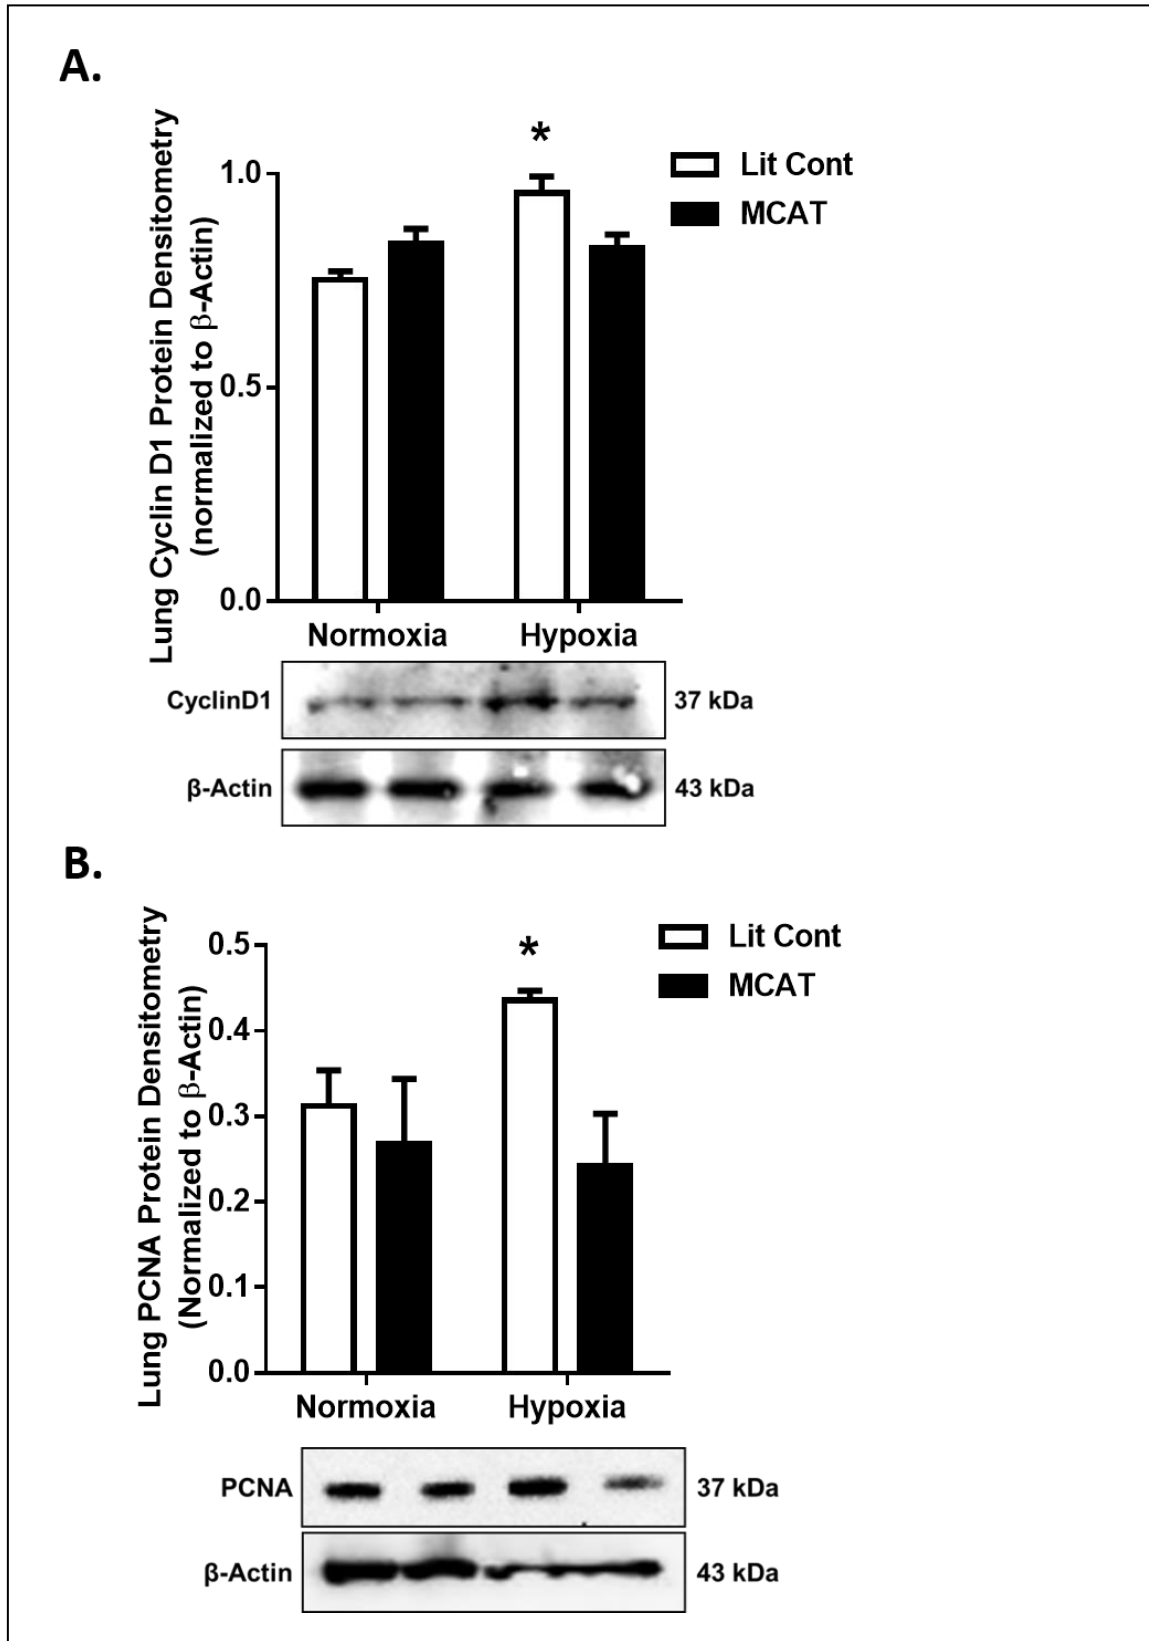 A.
Lung Cyclin D1 Protein Densitometry
(normalized to β-Actin)
*
1.0
0.5
0.0
Lit Cont
MCAT
Normoxia Hypoxia
CyclinD1 37 kDa
β-Actin 43 kDa
B.
Lung PCNA Protein Densitometry
(Normalized to β-Actin)
*
0.5
0.4
0.3
0.2
0.1
0.0
Lit Cont
MCAT
Normoxia Hypoxia
PCNA 37 kDa
β-Actin 43 kDa